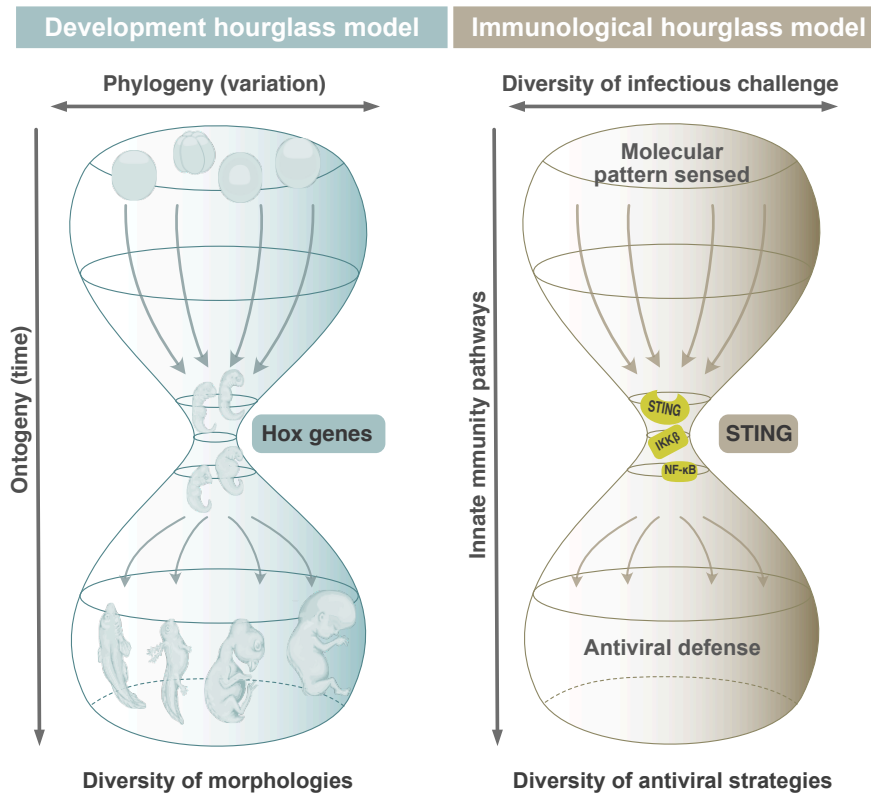 Development hourglass model
Immunological hourglass model
Phylogeny (variation)
Diversity of infectious challenge
Ontogeny (time)
Hox genes
Diversity of morphologies
Innate mmunity pathways
Molecular
pattern sensed
STING
IKKβ
NF-κB
STING
Antiviral defense
Diversity of antiviral strategies